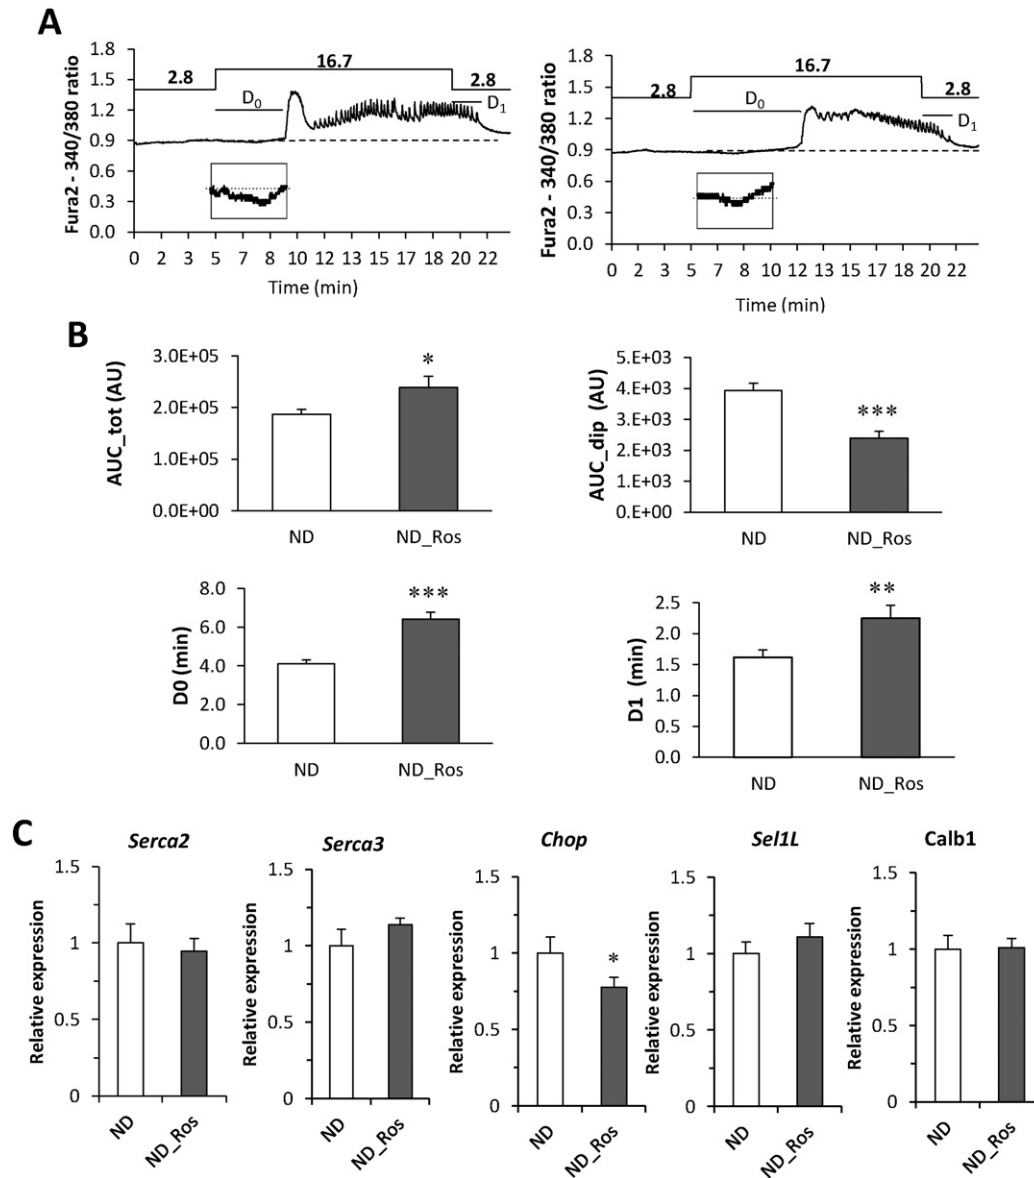 A
Fura2 - 340/380 ratio
1.8
1.5
1.2
0.9
0.6
0.3
0.0
2.8
16.7
2.8
D0
D1
0 2 3 5 7 8 10 12 13 15 17 18 20 22
Time (min)
Fura2 - 340/380 ratio
1.8
1.5
1.2
0.9
0.6
0.3
0.0
2.8
16.7
2.8
D0
D1
0 2 3 5 7 8 10 12 13 15 17 18 20 22
Time (min)
B
AUC_tot (AU)
3.0E+05
2.0E+05
1.0E+05
0.0E+00
*
ND ND_Ros
AUC_dip (AU)
5.E+03
4.E+03
3.E+03
2.E+03
1.E+03
0.E+00
***
ND ND_Ros
D0 (min)
8.0
6.0
4.0
2.0
0.0
***
ND ND_Ros
D1 (min)
2.5
2.0
1.5
1.0
0.5
0.0
**
ND ND_Ros
C
Serca2
Relative expression
1.5
1
0.5
0
ND ND_Ros
Serca3
Relative expression
1.5
1
0.5
0
ND ND_Ros
Chop
Relative expression
1.5
1
0.5
0
*
ND ND_Ros
Sel1L
Relative expression
1.5
1
0.5
0
ND ND_Ros
Calb1
Relative expression
1.5
1
0.5
0
ND ND_Ros